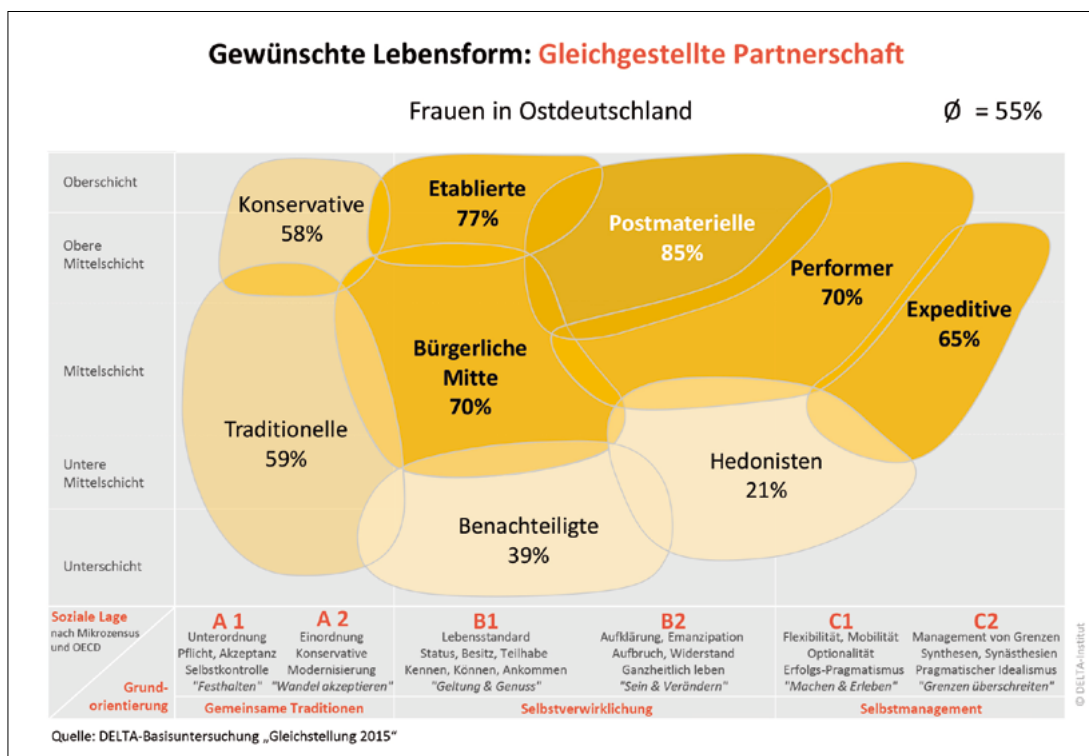 Gewünschte Lebensform: Gleichgestellte Partnerschaft
Frauen in Ostdeutschland
Ø = 55%
Oberschicht
Obere
Mittelschicht
Mittelschicht
Untere
Mittelschicht
Unterschicht
Konservative
58%
Etablierte
77%
Postmaterielle
85%
Performer
70%
Expeditive
65%
Bürgerliche
Mitte
70%
Traditionelle
59%
Hedonisten
21%
Benachteiligte
39%
Soziale Lage
nach Mikrozensus
und OECD
Grund-
orientierung
A 1
Unterordnung
Pflicht, Akzeptanz
Selbstkontrolle
"Festhalten"
A 2
Einordnung
Konservative
Modernisierung
"Wandel akzeptieren"
Gemeinsame Traditionen
B1
Lebensstandard
Status, Besitz, Teilhabe
Kennen, Können, Ankommen
"Geltung & Genuss"
B2
Aufklärung, Emanzipation
Aufbruch, Widerstand
Ganzheitlich leben
"Sein & Verändern"
Selbstverwirklichung
C1
Flexibilität, Mobilität
Optionalität
Erfolgs-Pragmatismus
"Machen & Erleben"
C2
Management von Grenzen
Synthesen, Synästhesien
Pragmatischer Idealismus
"Grenzen überschreiten"
Selbstmanagement
© DELTA-Institut
Quelle: DELTA-Basisuntersuchung „Gleichstellung 2015“